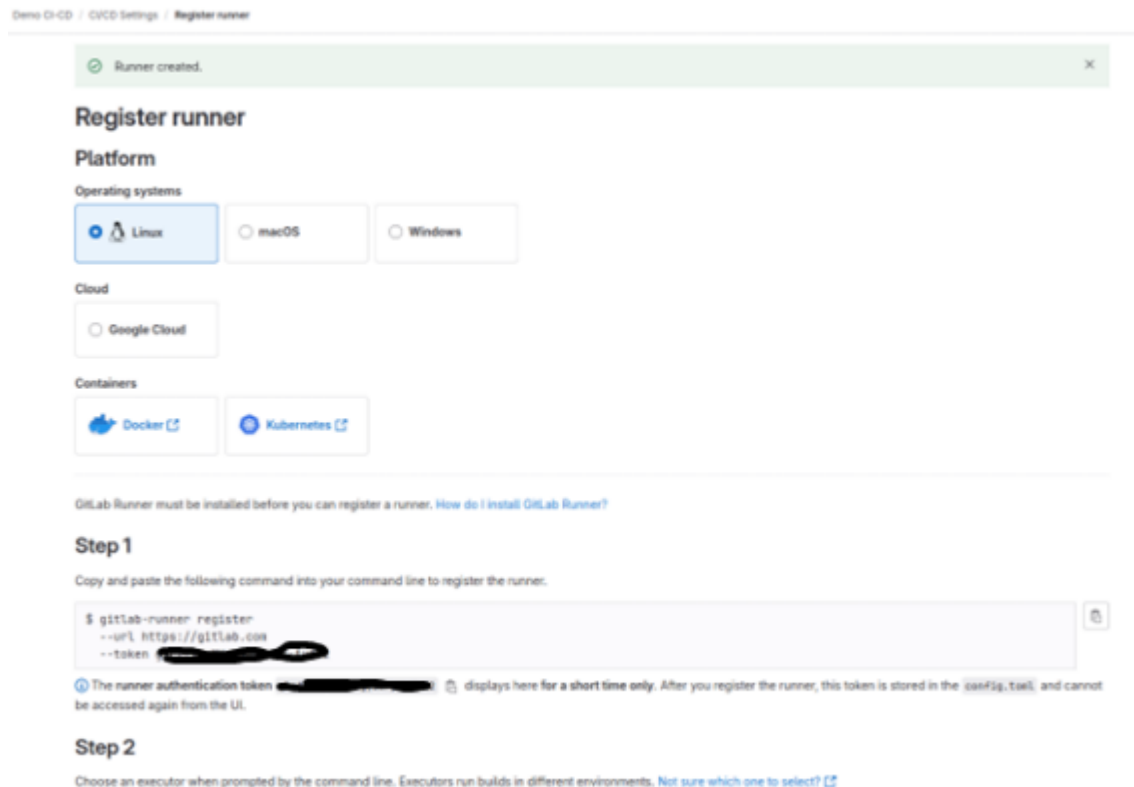 Demo CI-CD / CI/CD Settings / Register runner
Runner created.
Register runner
Platform
Operating systems
Linux macOS Windows
Cloud
Google Cloud
Containers
Docker Kubernetes
GitLab Runner must be installed before you can register a runner. How do I install GitLab Runner?
Step 1
Copy and paste the following command into your command line to register the runner.
$ gitlab-runner register
--url https://gitlab.com
--token
The runner authentication token displays here for a short time only. After you register the runner, this token is stored in the config.toml and cannot
be accessed again from the UI.
Step 2
Choose an executor when prompted by the command line. Executors run builds in different environments. Not sure which one to select?